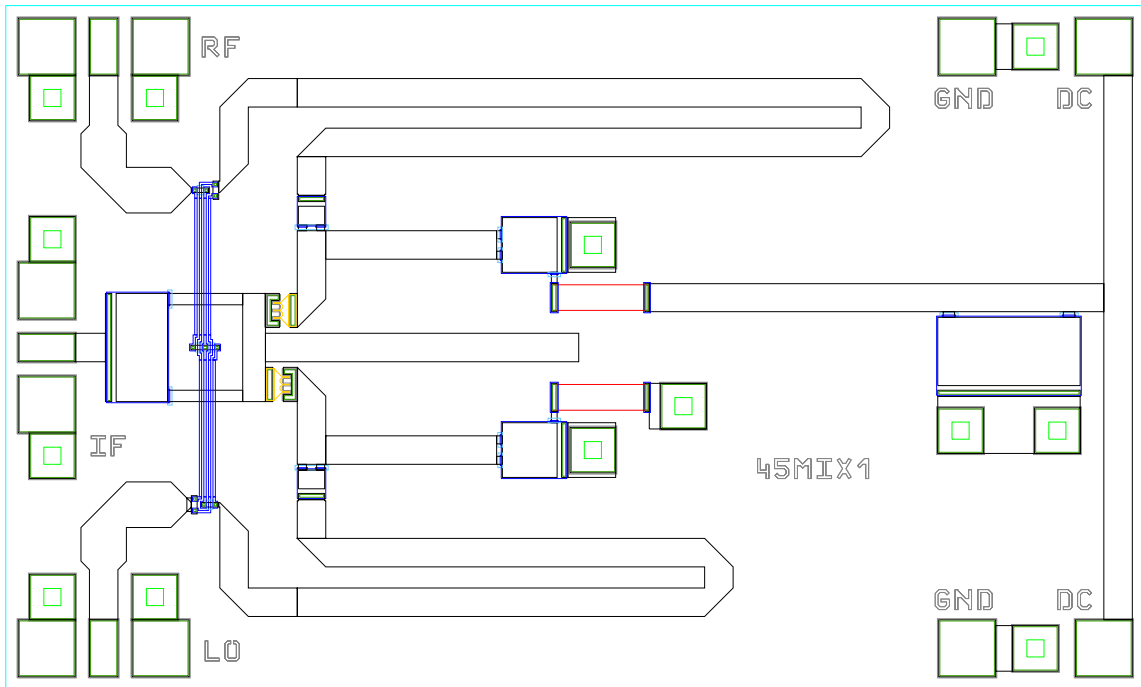 RF
GND DC
IF
45MIX1
GND DC
LO